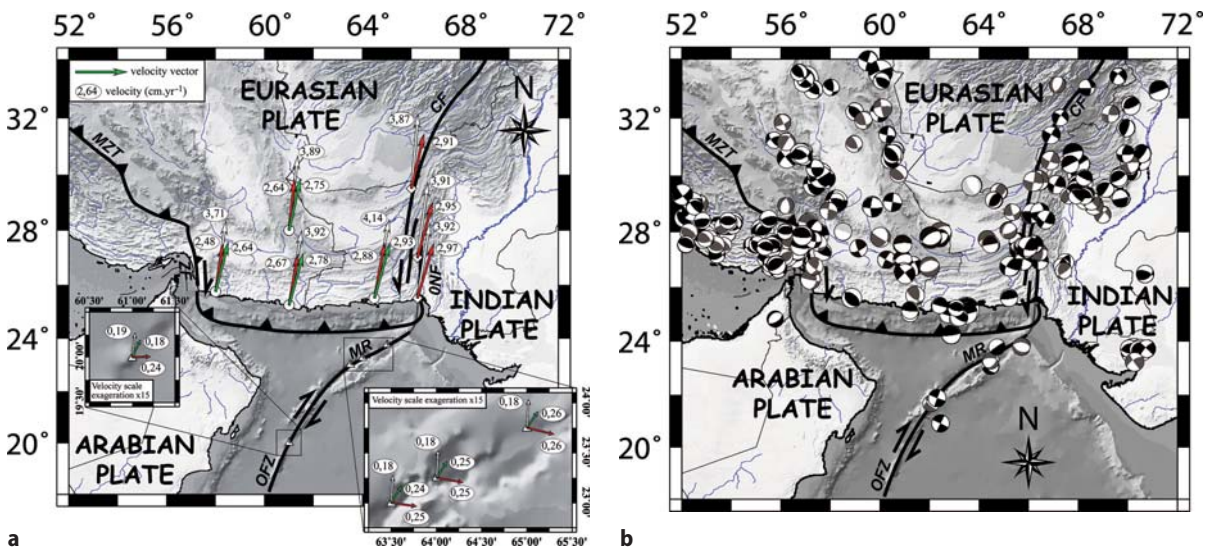 52° 56° 60° 64° 68° 72°
velocity vector
2,64 velocity (cm.yr⁻¹)
EURASIAN
PLATE
CF
N
32°
MZT
3,87
2,91
3,89
3,91
2,64
2,75
2,95
28°
3,71
4,14
3,92
3,92
2,48
2,64
2,67
2,78
2,88
2,93
2,97
ONF
INDIAN
PLATE
24°
60°30' 61°00' 61°30'
0,19
0,18
0,24
20°00'
19°30'
Velocity scale
exageration x15
MR
ARABIAN
PLATE
20°
OFZ
Velocity scale exageration x15
0,18
0,26
0,26
0,18
0,25
0,25
0,18
0,24
0,25
24°00'
23°30'
23°00'
63°30' 64°00' 64°30' 65°00' 65°30'
a
52° 56° 60° 64° 68° 72°
EURASIAN
PLATE
CF
32°
MZT
28°
INDIAN
PLATE
24°
MR
ARABIAN
PLATE
N
20°
OFZ
b